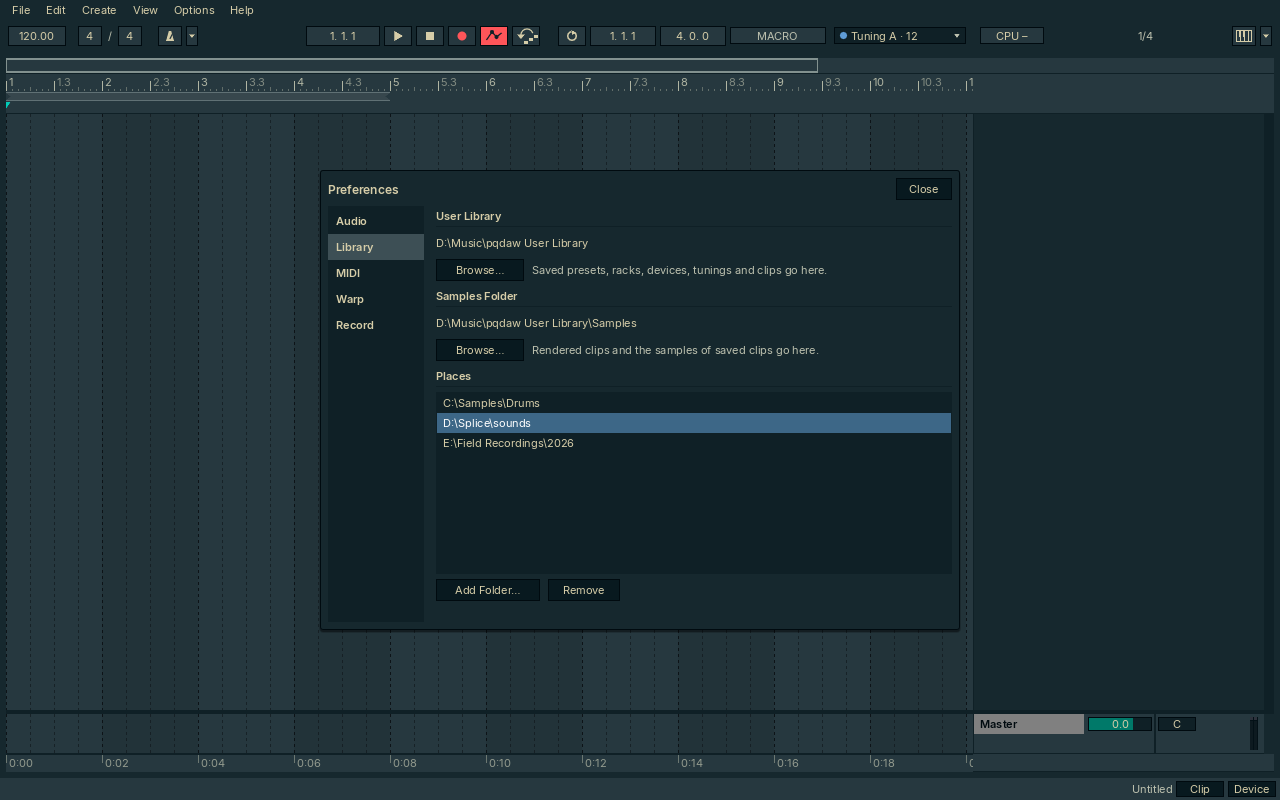 File Edit Create View Options Help
120.00 4 / 4 1. 1. 1 1. 1. 1 4. 0. 0 MACRO Tuning A · 12 CPU – 1/4
1 1.3 2 2.3 3 3.3 4 4.3 5 5.3 6 6.3 7 7.3 8 8.3 9 9.3 10 10.3 1
Preferences Close
Audio
Library
MIDI
Warp
Record
User Library
D:\Music\pqdaw User Library
Browse... Saved presets, racks, devices, tunings and clips go here.
Samples Folder
D:\Music\pqdaw User Library\Samples
Browse... Rendered clips and the samples of saved clips go here.
Places
C:\Samples\Drums
D:\Splice\sounds
E:\Field Recordings\2026
Add Folder... Remove
Master 0.0 C
0:00 0:02 0:04 0:06 0:08 0:10 0:12 0:14 0:16 0:18
Untitled Clip Device